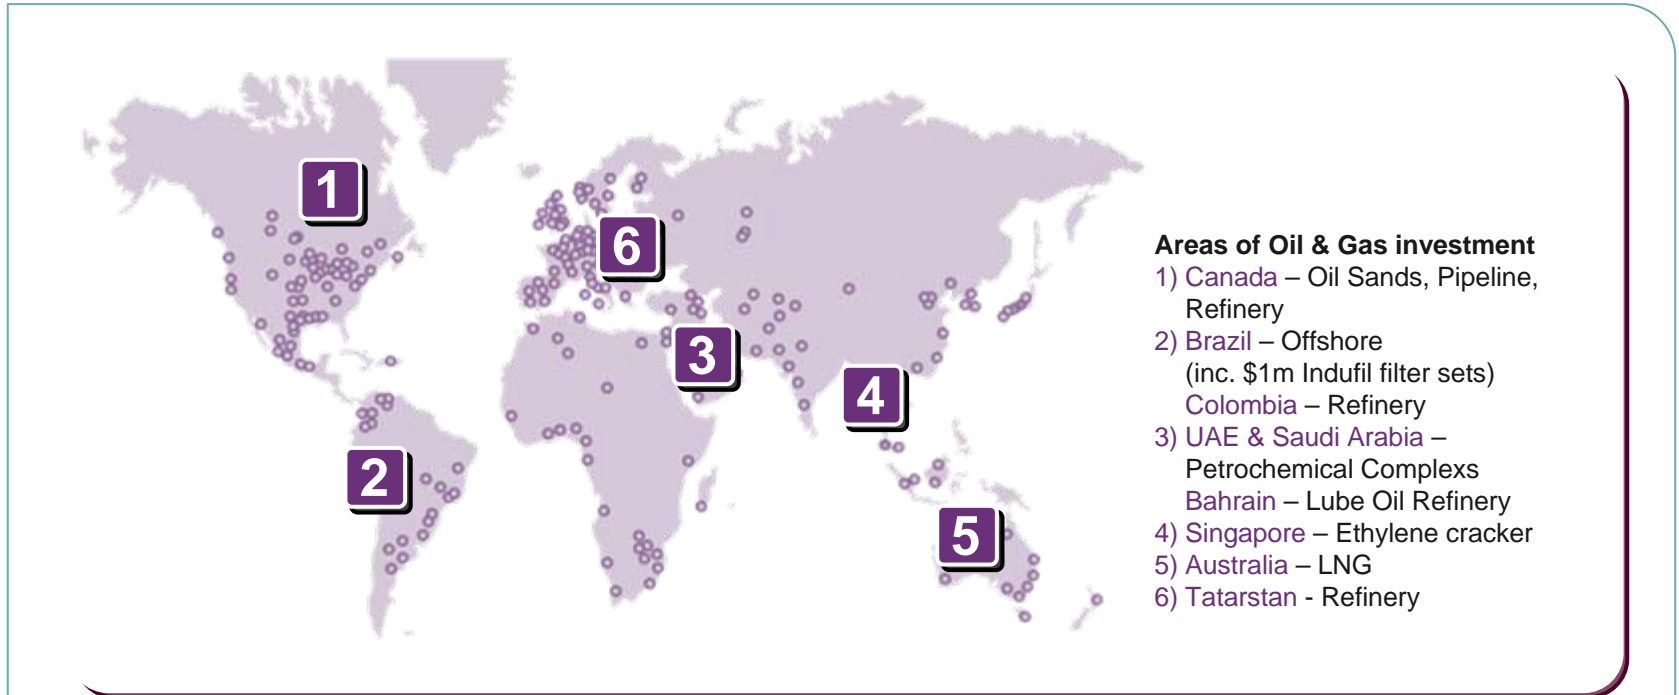 1
6
3
4
2
5
Areas of Oil & Gas investment
1) Canada – Oil Sands, Pipeline,
Refinery
2) Brazil – Offshore
(inc. $1m Indufil filter sets)
Colombia – Refinery
3) UAE & Saudi Arabia –
Petrochemical Complexs
Bahrain – Lube Oil Refinery
4) Singapore – Ethylene cracker
5) Australia – LNG
6) Tatarstan - Refinery